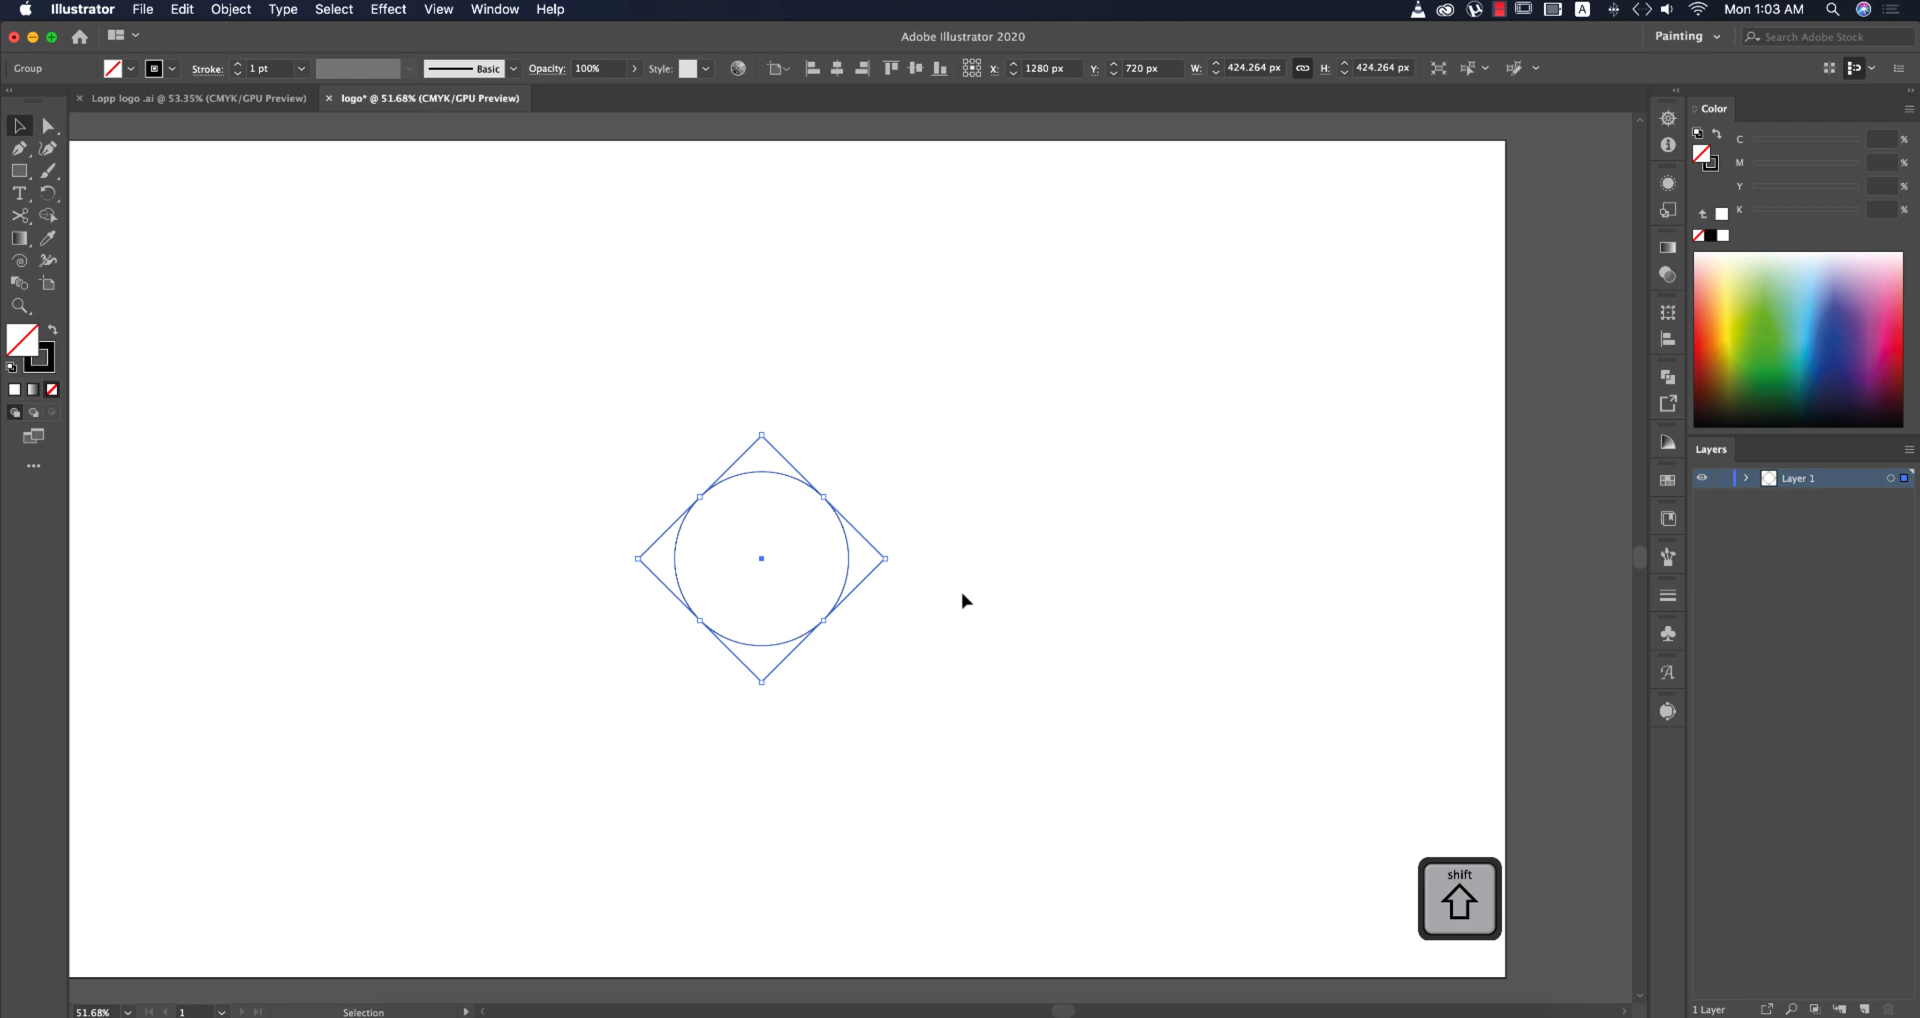 Illustrator File Edit Object Type Select Effect View Window Help A Mon 1:03 AM
Adobe Illustrator 2020 Painting Search Adobe Stock
Group Stroke: 1 pt Basic Opacity: 100% Style: X: 1280 px Y: 720 px W: 424.264 px H: 424.264 px
Lopp logo .ai @ 53.35% (CMYK/GPU Preview) logo* @ 51.68% (CMYK/GPU Preview)
Color
C %
M %
Y %
K %
Layers
Layer 1
shift
51.68% 1 Selection 1 Layer